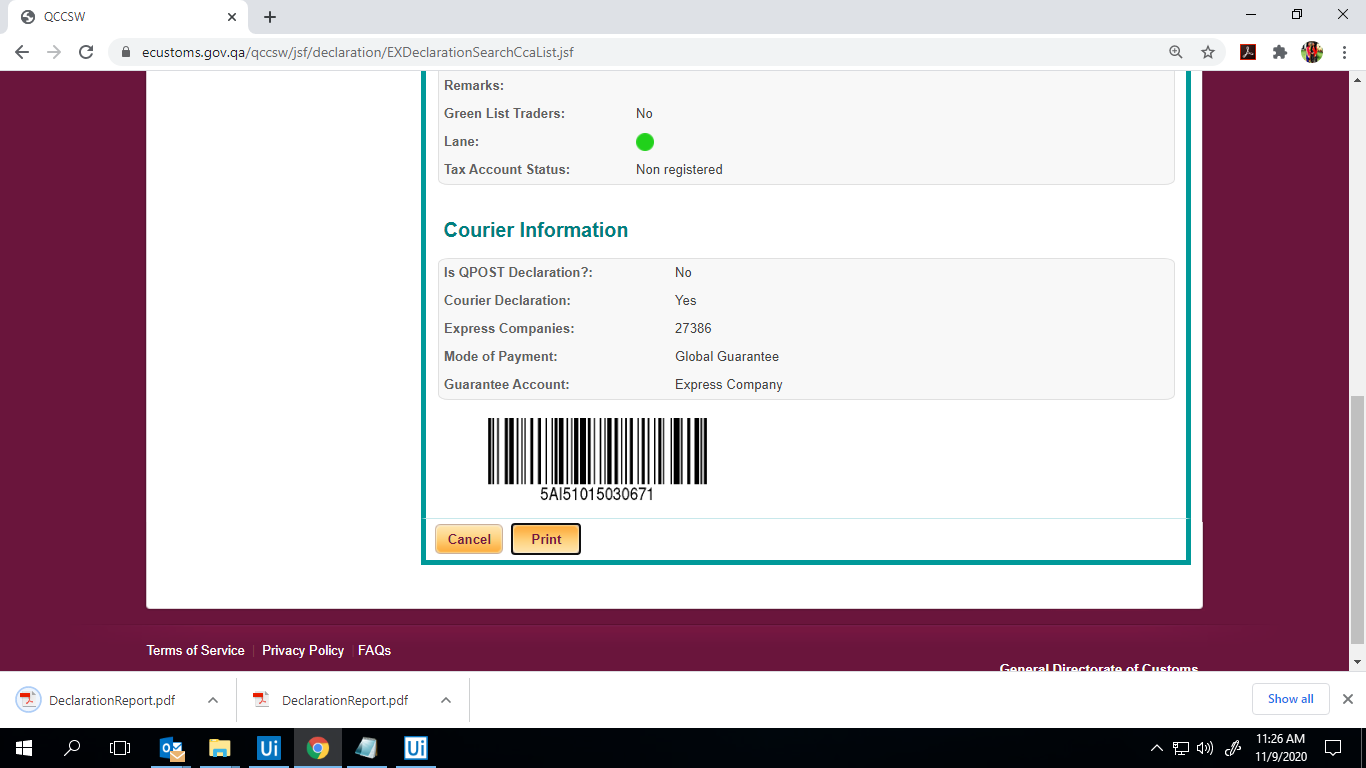 QCCSW
ecustoms.gov.qa/qccsw/jsf/declaration/EXDeclarationSearchCcaList.jsf
Remarks:
Green List Traders: No
Lane:
Tax Account Status: Non registered
Courier Information
Is QPOST Declaration?: No
Courier Declaration: Yes
Express Companies: 27386
Mode of Payment: Global Guarantee
Guarantee Account: Express Company
5AI51015030671
Cancel Print
Terms of Service Privacy Policy FAQs
General Directorate of Customs
DeclarationReport.pdf DeclarationReport.pdf Show all
Ui Ui
11:26 AM
11/9/2020